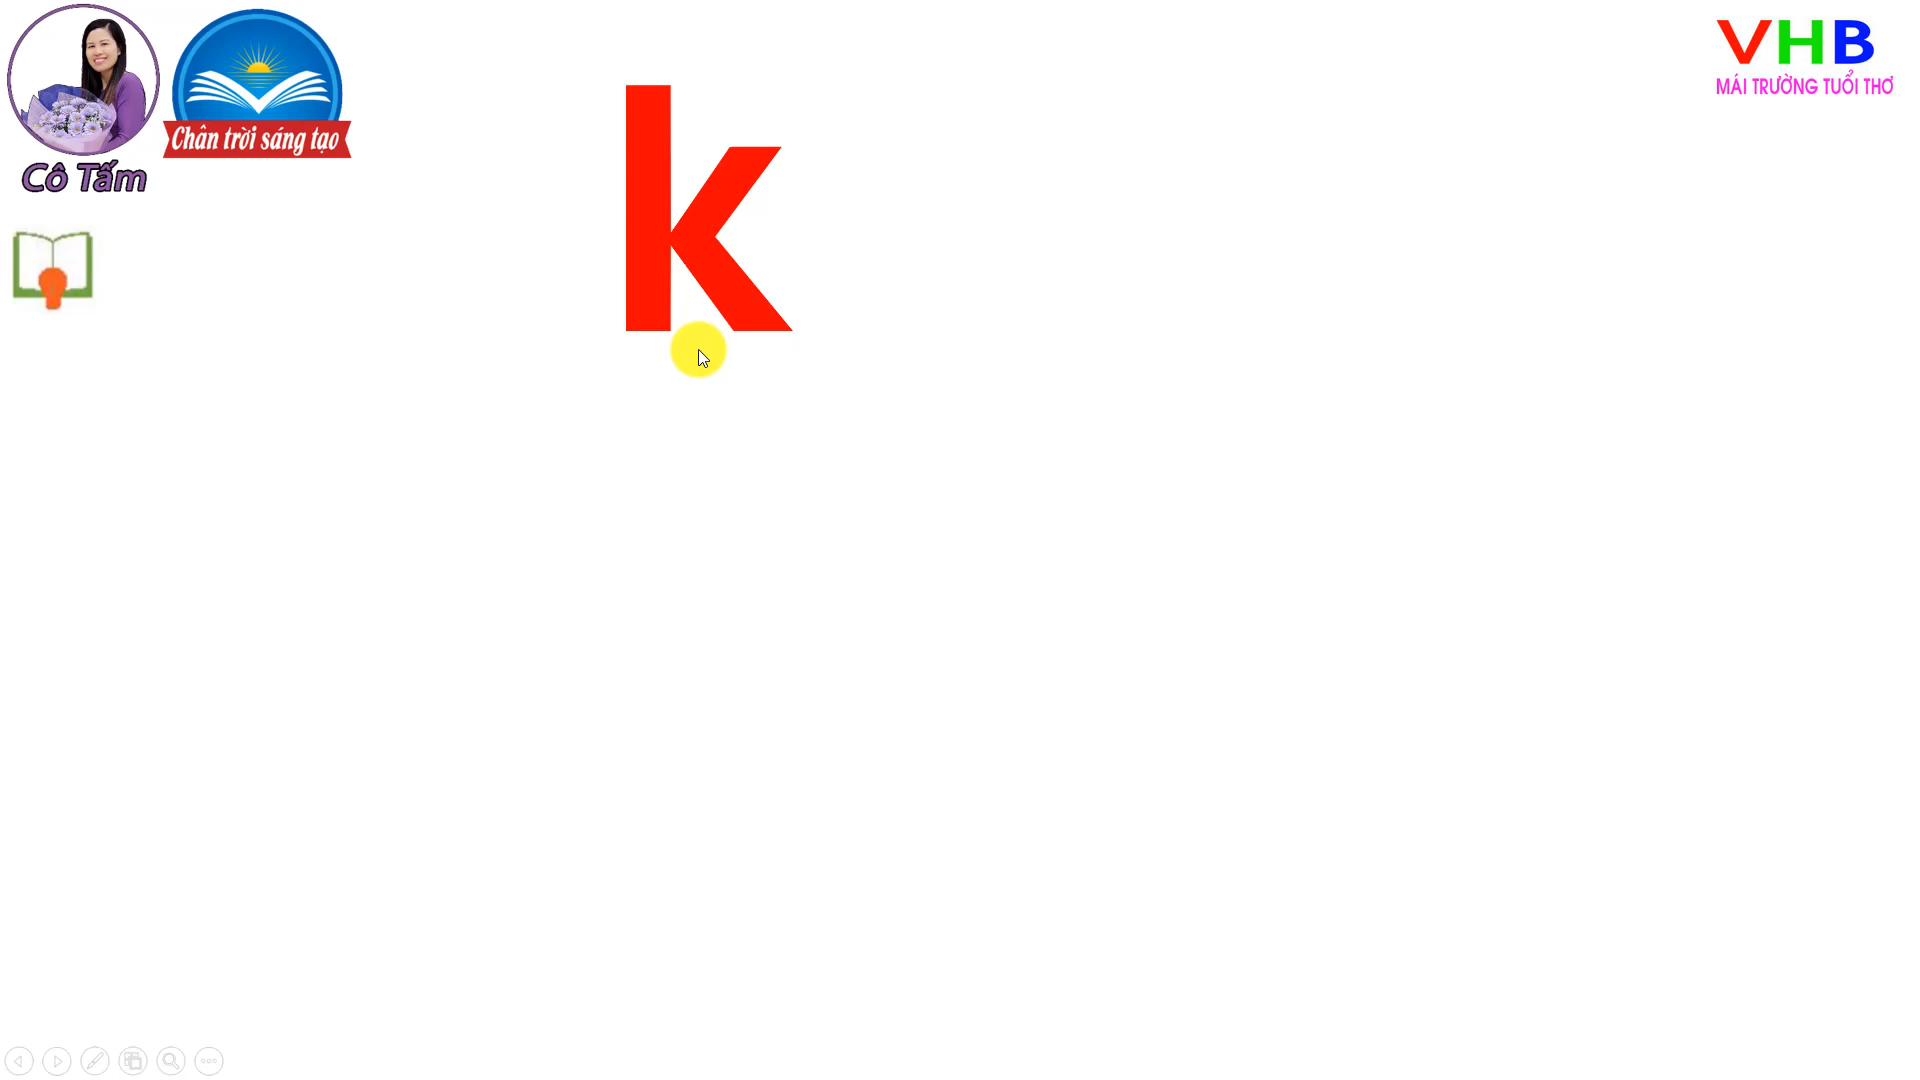 Chân trời sáng tạo
Cô Tấm
k
VHB
MÁI TRƯỜNG TUỔI THƠ